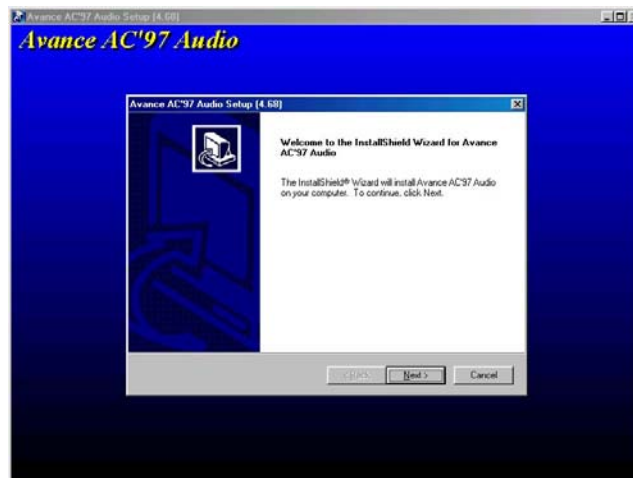 Avance AC'97 Audio Setup (4.68)
Avance AC'97 Audio
Avance AC'97 Audio Setup (4.68)
Welcome to the InstallShield Wizard for Avance
AC'97 Audio
The InstallShield® Wizard will install Avance AC'97 Audio
on your computer. To continue, click Next.
< Back
Next >
Cancel